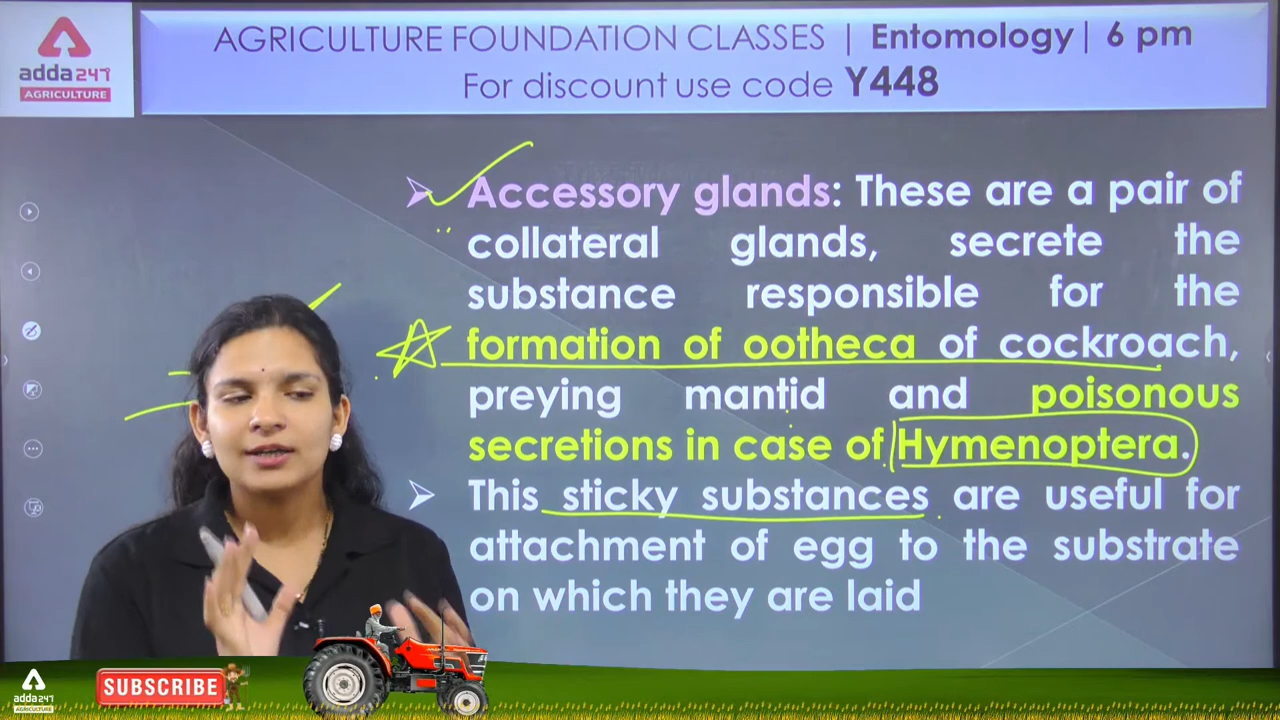 adda247
AGRICULTURE
AGRICULTURE FOUNDATION CLASSES | Entomology | 6 pm
For discount use code Y448
➢ Accessory glands: These are a pair of
collateral glands, secrete the
substance responsible for the
formation of ootheca of cockroach,
preying mantid and poisonous
secretions in case of Hymenoptera.
➢ This sticky substances are useful for
attachment of egg to the substrate
on which they are laid
adda247
AGRICULTURE
SUBSCRIBE